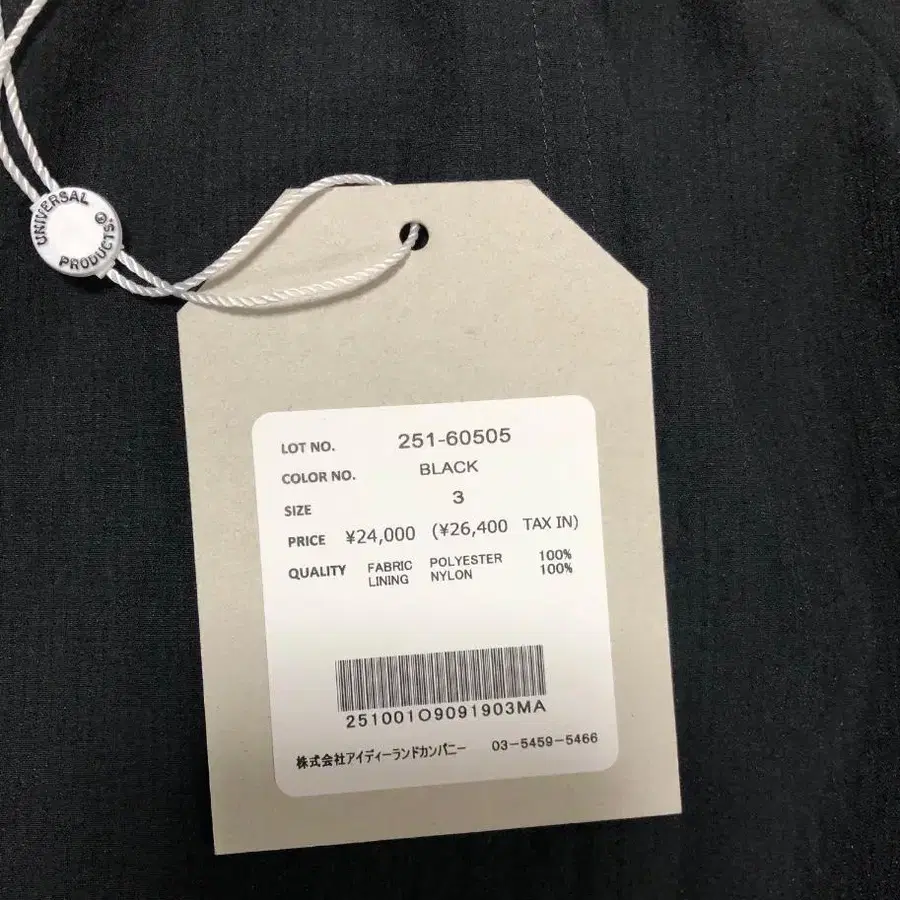 UNIVERSAL
PRODUCTS.
®
LOT NO. 251-60505
COLOR NO. BLACK
SIZE 3
PRICE ¥24,000 (¥26,400 TAX IN)
QUALITY FABRIC POLYESTER 100%
LINING NYLON 100%
251001O9091903MA
株式会社アイディーランドカンパニー 03-5459-5466